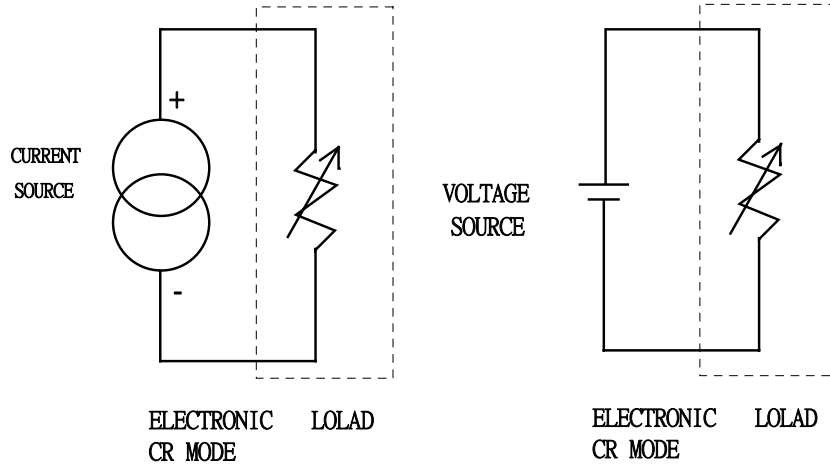 +
CURRENT
SOURCE
-
ELECTRONIC LOLAD
CR MODE
VOLTAGE
SOURCE
ELECTRONIC LOLAD
CR MODE